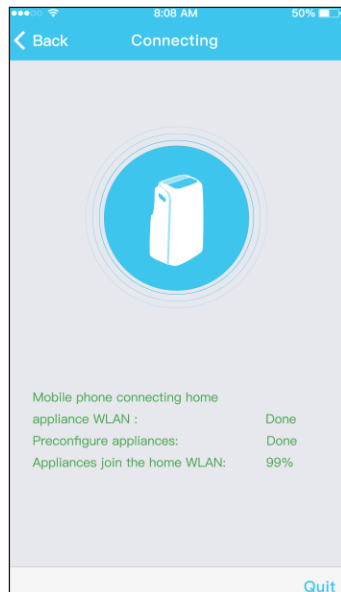 8:08 AM
50%
Back
Connecting
Mobile phone connecting home
appliance WLAN : Done
Preconfigure appliances: Done
Appliances join the home WLAN: 99%
Quit